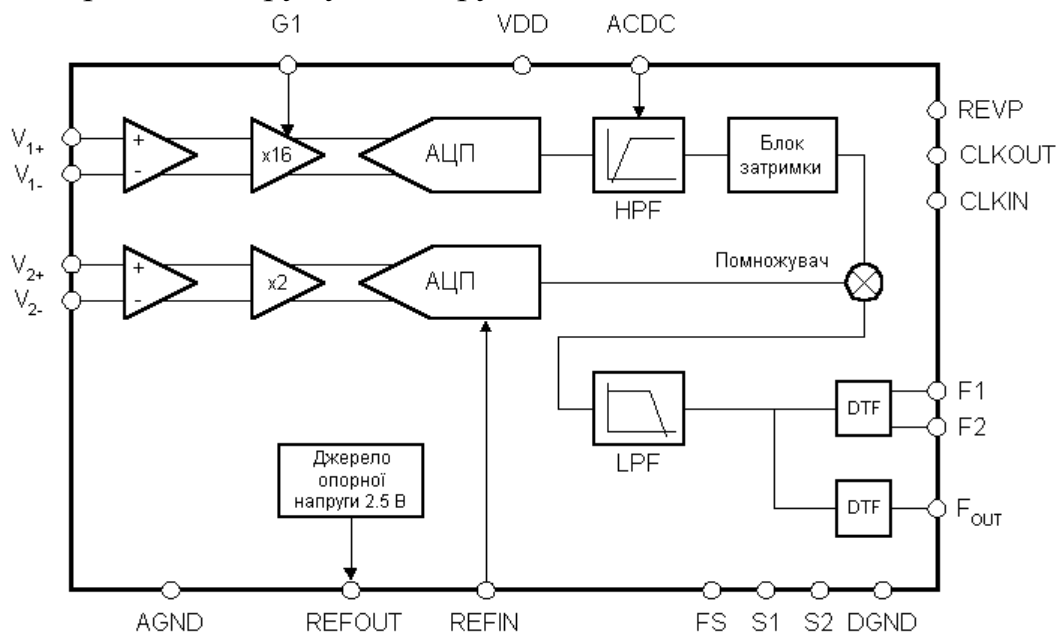 G1 VDD ACDC
V1+
V1-
+
-
x16
АЦП
HPF
Блок
затримки
REVP
CLKOUT
CLKIN
V2+
V2-
+
-
x2
АЦП
Помножувач
LPF
DTF
F1
F2
DTF
FOUT
Джерело
опорної
напруги 2.5 В
AGND REFOUT REFIN FS S1 S2 DGND